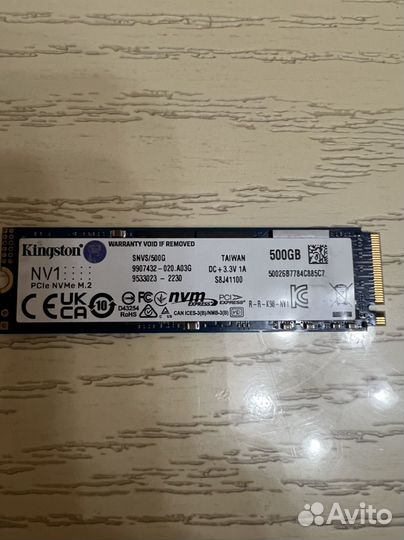 WARRANTY VOID IF REMOVED
Kingston
NV1
PCIe NVMe M.2
SNVS/500G
9907432-020.A03G
9533023 - 2230
TAIWAN
DC+3.3V 1A
S8J41100
500GB
50026B7784C885C7
CE UK CA 10
D43254
RoHS
nvm EXPRESS
PCI EXPRESS
CAN ICES-3(B)/NMB-3(B)
R-R-K98-NV1
Avito